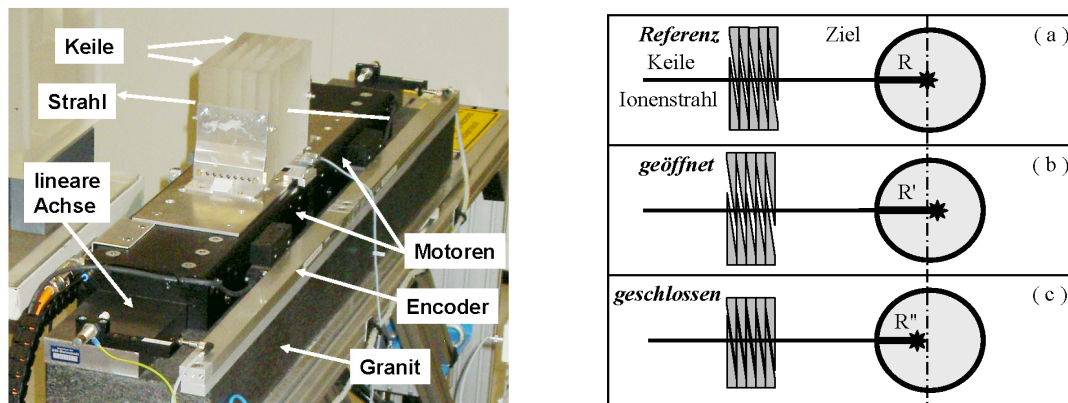 Keile
Strahl
lineare
Achse
Motoren
Encoder
Granit
Referenz
Ziel
( a )
Keile
R
Ionenstrahl
geöffnet
( b )
R'
geschlossen
( c )
R"